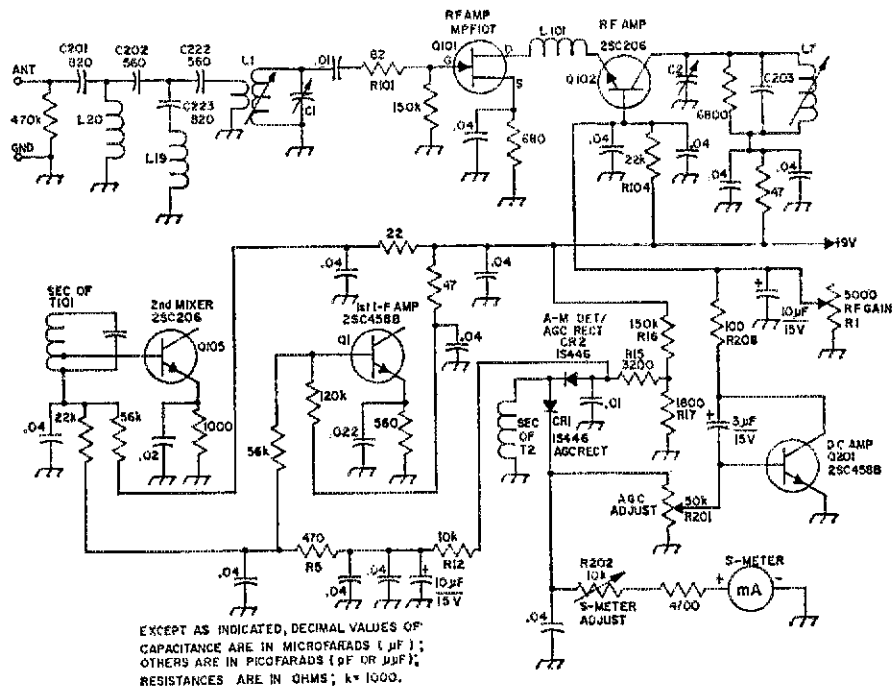 RF AMP
MPF107
Q101
G
D
S
L101
RF AMP
2SC206
Q102
C201
820
C202
560
C222
560
L1
.01
82
R101
C2
C203
L7
6800
ANT
470k
GND
L20
C223
820
L19
C1
150k
.04
680
.04
22k
R104
.04
.04
.04
47
+9V
22
.04
47
.04
.04
SEC OF
T101
2nd MIXER
2SC206
Q105
1st I-F AMP
2SC458B
Q1
A-M DET/
AGC RECT
CR2
1S446
150k
R16
R15
3200
100
R208
10µF
15V
5000
RF GAIN
R1
.04
22k
56k
.02
1000
56k
120k
.022
560
SEC
OF
T2
CR1
1S446
AGC RECT
.01
1800
R17
3µF
15V
DC AMP
Q201
2SC458B
AGC
ADJUST
50k
R201
.04
470
R5
.04
.04
10k
R12
10µF
15V
R202
10k
S-METER
ADJUST
.04
4700
S-METER
+
mA
-
EXCEPT AS INDICATED, DECIMAL VALUES OF
CAPACITANCE ARE IN MICROFARADS (µF);
OTHERS ARE IN PICOFARADS (pF OR µµF);
RESISTANCES ARE IN OHMS; k=1000.